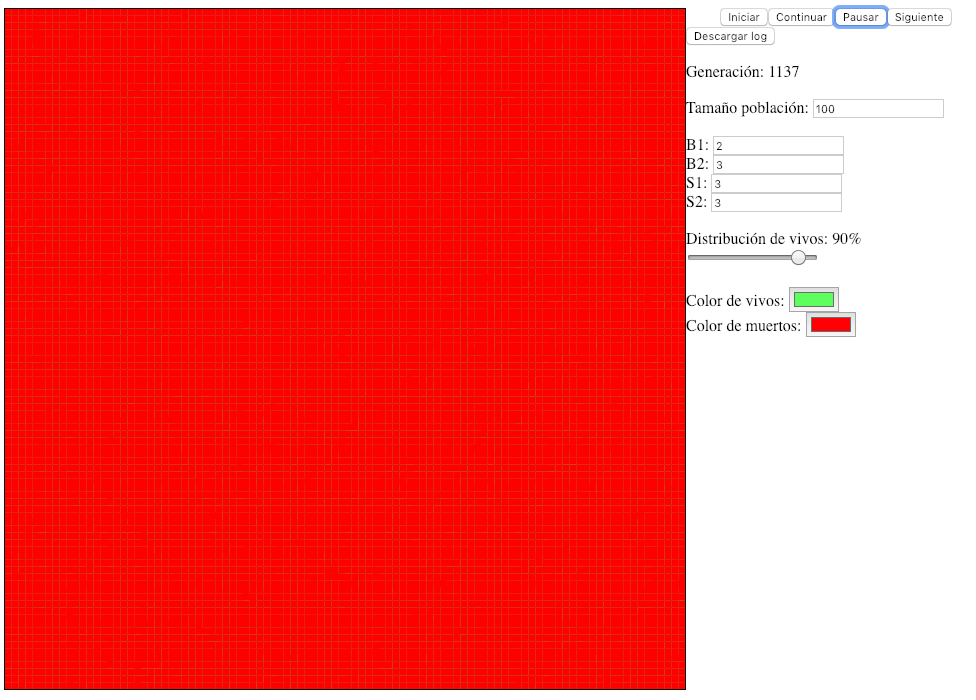 Iniciar Continuar Pausar Siguiente
Descargar log
Generación: 1137
Tamaño población: 100
B1: 2
B2: 3
S1: 3
S2: 3
Distribución de vivos: 90%
Color de vivos:
Color de muertos: